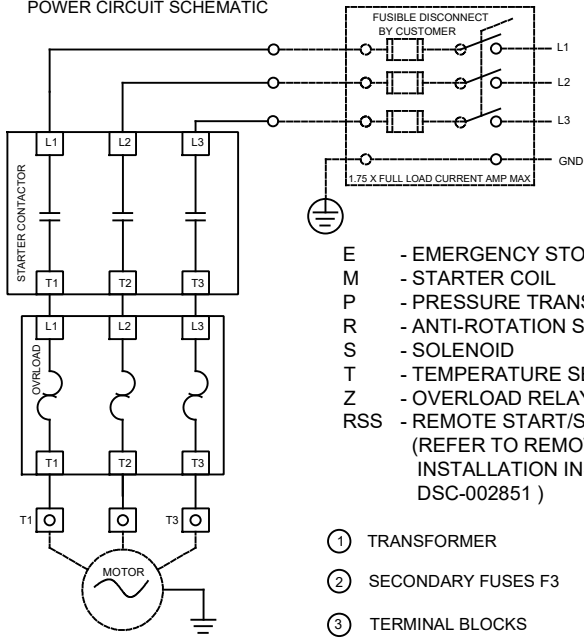 POWER CIRCUIT SCHEMATIC
FUSIBLE DISCONNECT
BY CUSTOMER
L1
L2
L3
GND
1.75 X FULL LOAD CURRENT AMP MAX
L1 L2 L3
STARTER CONTACTOR
T1 T2 T3
L1 L2 L3
OVRLOAD
T1 T2 T3
T1 T3
MOTOR
E - EMERGENCY STO
M - STARTER COIL
P - PRESSURE TRANS
R - ANTI-ROTATION S
S - SOLENOID
T - TEMPERATURE SE
Z - OVERLOAD RELAY
RSS - REMOTE START/S
(REFER TO REMO
INSTALLATION IN
DSC-002851 )
1 TRANSFORMER
2 SECONDARY FUSES F3
3 TERMINAL BLOCKS